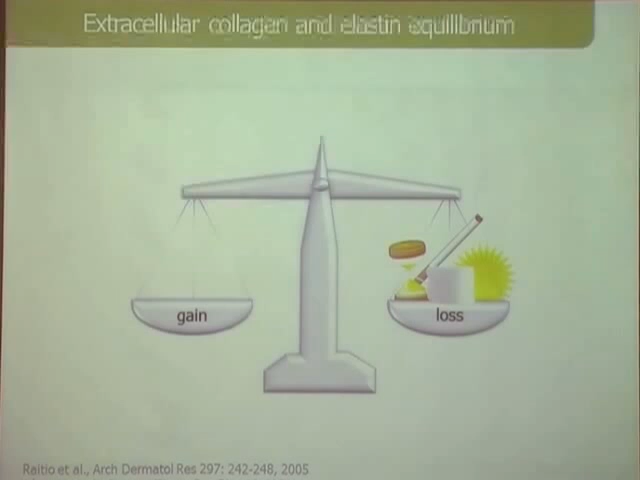 Extracellular collagen and elastin equilibrium
gain
loss
Raitio et al., Arch Dermatol Res 297: 242-248, 2005